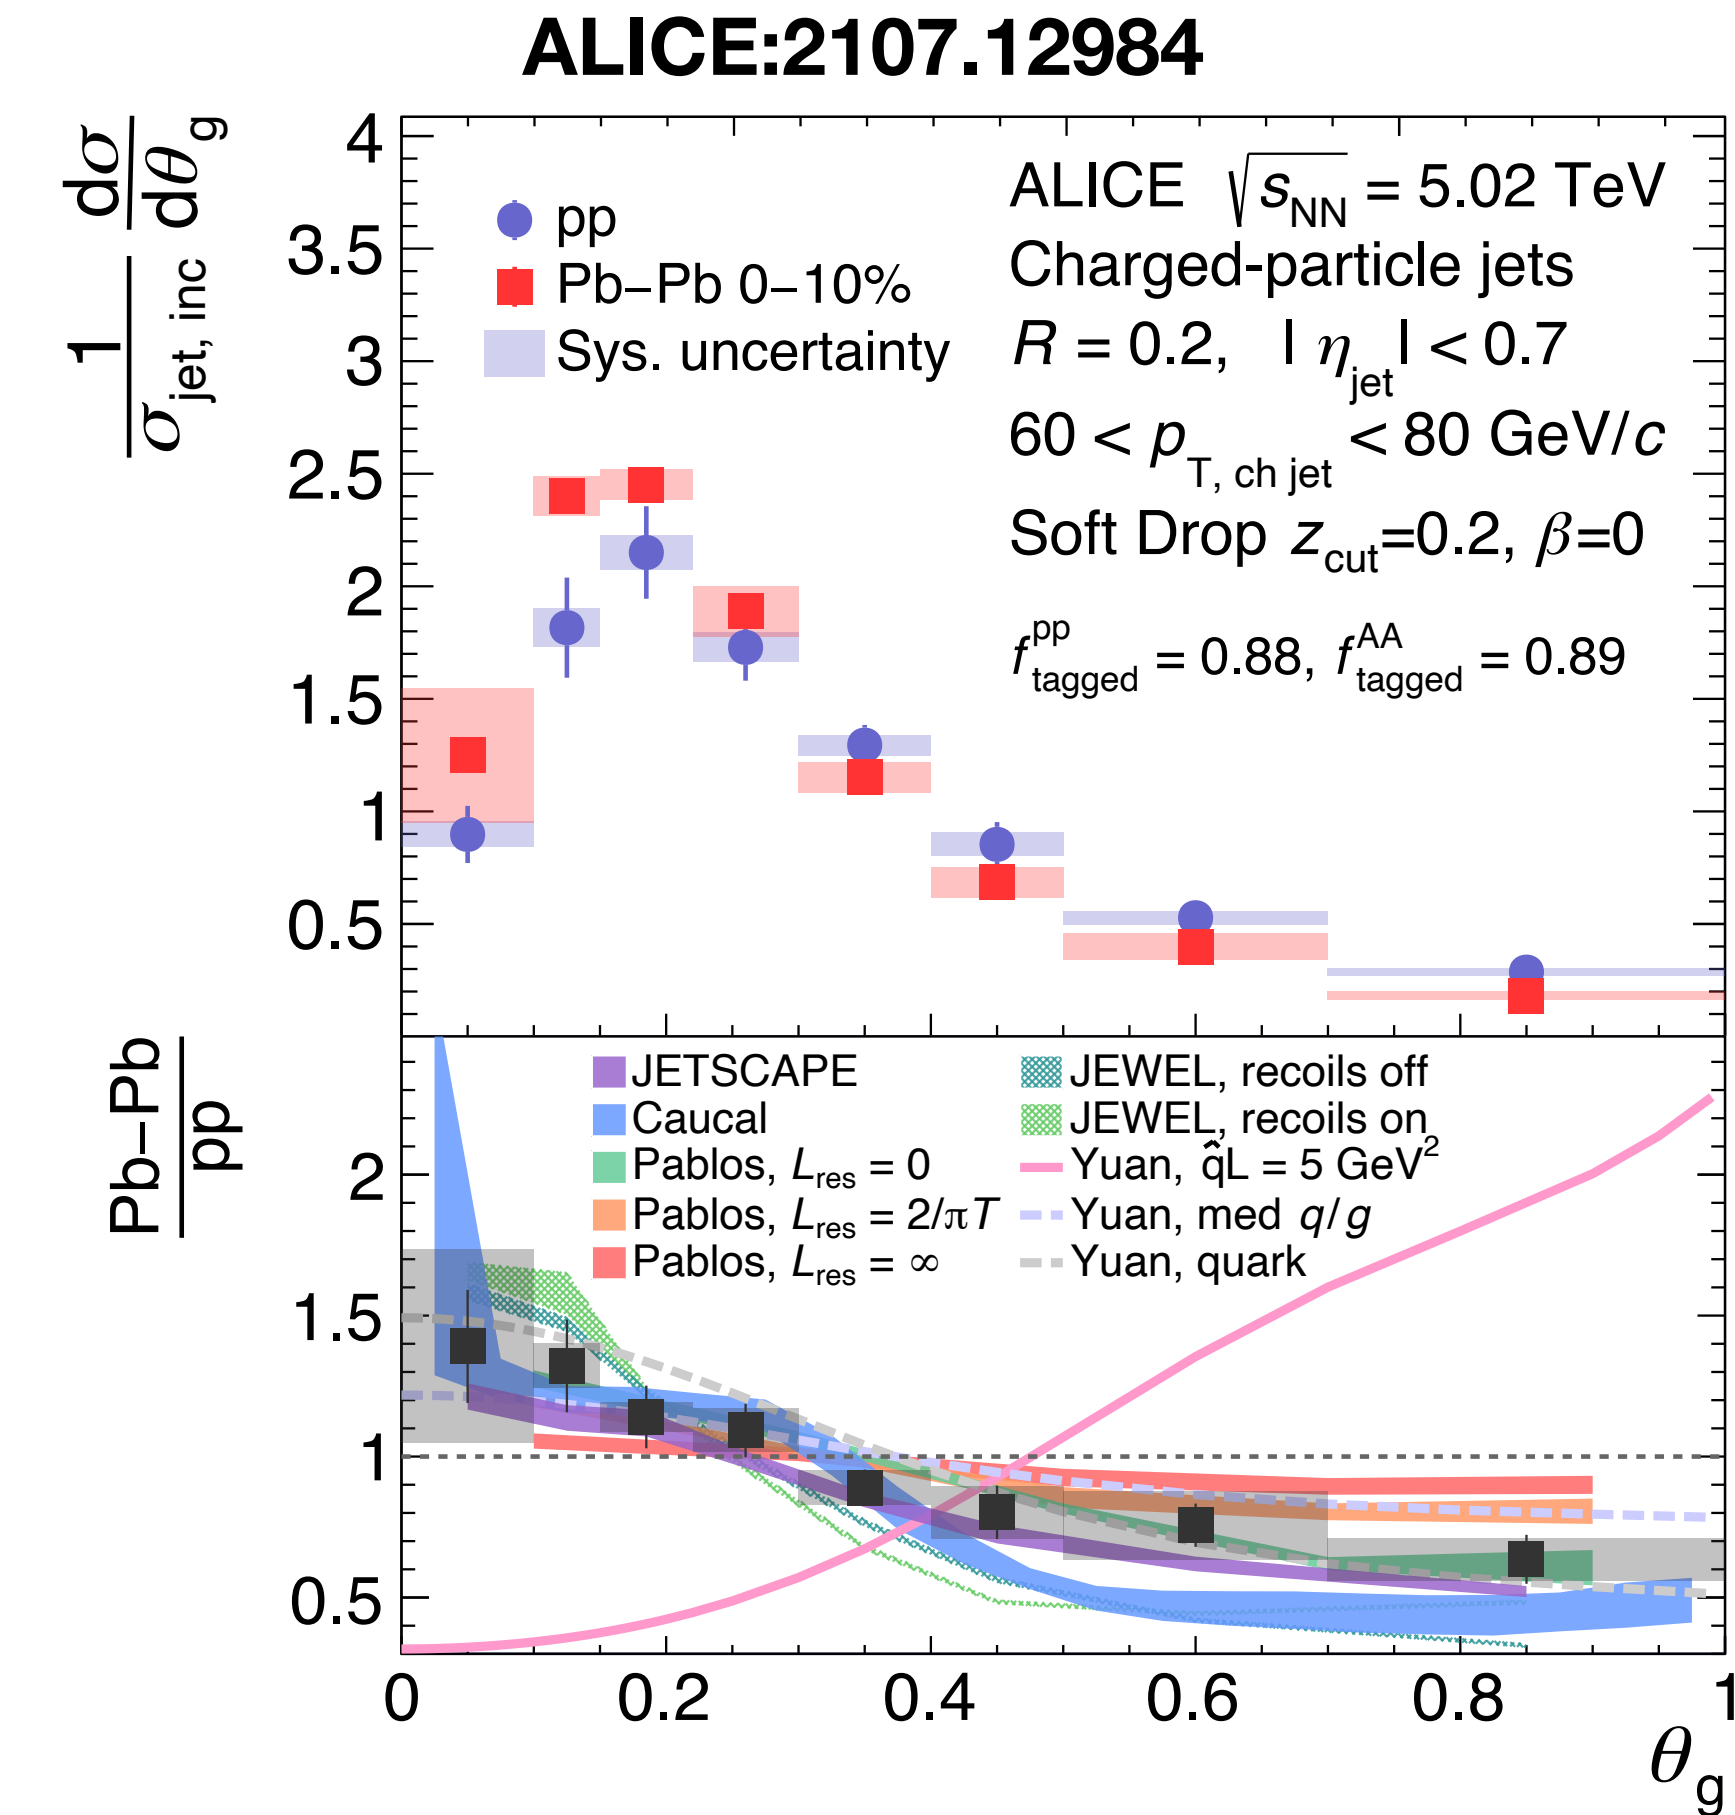 ALICE:2107.12984
1/σjet, inc dσ/dθg
4
3.5
3
2.5
2
1.5
1
0.5
pp
Pb–Pb 0–10%
Sys. uncertainty
ALICE √sNN = 5.02 TeV
Charged-particle jets
R = 0.2, | ηjet| < 0.7
60 < pT, ch jet < 80 GeV/c
Soft Drop zcut=0.2, β=0
f pp tagged = 0.88, f AA tagged = 0.89
Pb–Pb/pp
2
1.5
1
0.5
JETSCAPE
Caucal
Pablos, Lres = 0
Pablos, Lres = 2/πT
Pablos, Lres = ∞
JEWEL, recoils off
JEWEL, recoils on
Yuan, q̂L = 5 GeV²
Yuan, med q/g
Yuan, quark
0 0.2 0.4 0.6 0.8 1
θg